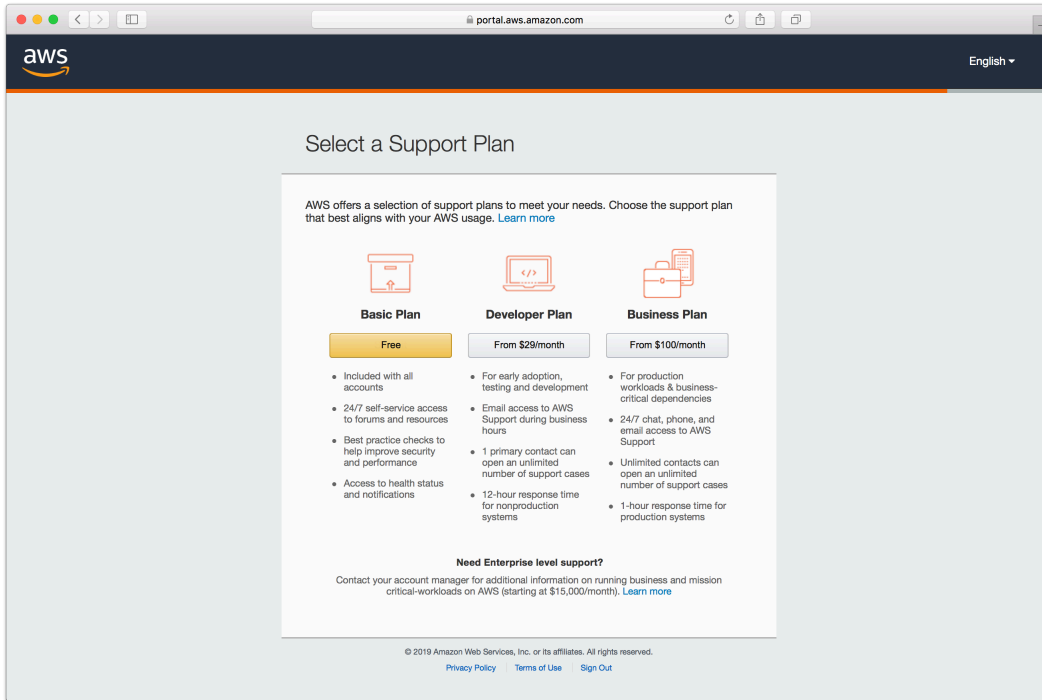 portal.aws.amazon.com
aws
English
Select a Support Plan
AWS offers a selection of support plans to meet your needs. Choose the support plan
that best aligns with your AWS usage. Learn more
</>
Basic Plan
Free
• Included with all
accounts
• 24/7 self-service access
to forums and resources
• Best practice checks to
help improve security
and performance
• Access to health status
and notifications
Developer Plan
From $29/month
• For early adoption,
testing and development
• Email access to AWS
Support during business
hours
• 1 primary contact can
open an unlimited
number of support cases
• 12-hour response time
for nonproduction
systems
Business Plan
From $100/month
• For production
workloads & business-
critical dependencies
• 24/7 chat, phone, and
email access to AWS
Support
• Unlimited contacts can
open an unlimited
number of support cases
• 1-hour response time for
production systems
Need Enterprise level support?
Contact your account manager for additional information on running business and mission
critical-workloads on AWS (starting at $15,000/month). Learn more
© 2019 Amazon Web Services, Inc. or its affiliates. All rights reserved.
Privacy Policy | Terms of Use | Sign Out